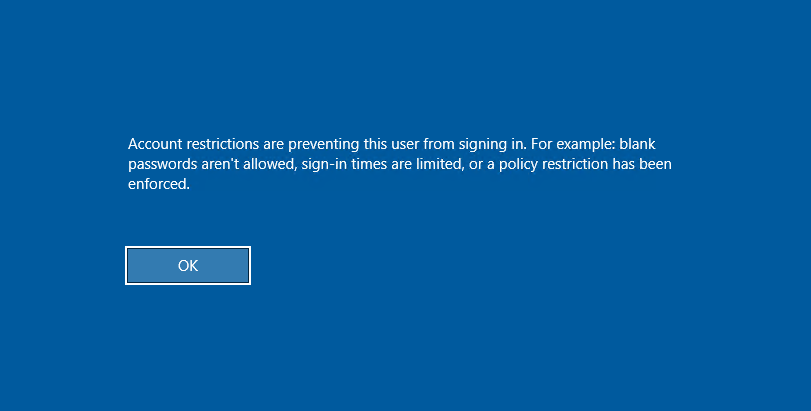 Account restrictions are preventing this user from signing in. For example: blank
passwords aren't allowed, sign-in times are limited, or a policy restriction has been
enforced.
OK